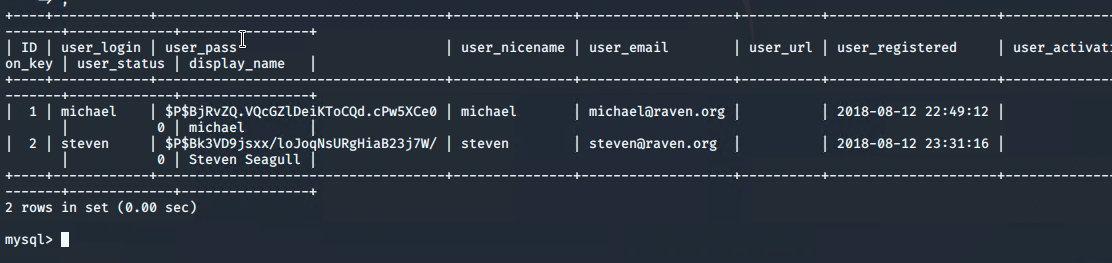 → ;
+----+------------+------------------------------------+---------------+-------------------+----------+---------------------+-------------
-------+-------------+----------------+
| ID | user_login | user_pass | user_nicename | user_email | user_url | user_registered | user_activati
on_key | user_status | display_name |
+----+------------+------------------------------------+---------------+-------------------+----------+---------------------+-------------
-------+-------------+----------------+
| 1 | michael | $P$BjRvZQ.VQcGZlDeiKToCQd.cPw5XCe0 | michael | michael@raven.org | | 2018-08-12 22:49:12 |
| 0 | michael |
| 2 | steven | $P$Bk3VD9jsxx/loJoqNsURgHiaB23j7W/ | steven | steven@raven.org | | 2018-08-12 23:31:16 |
| 0 | Steven Seagull |
+----+------------+------------------------------------+---------------+-------------------+----------+---------------------+-------------
-------+-------------+----------------+
2 rows in set (0.00 sec)
mysql>